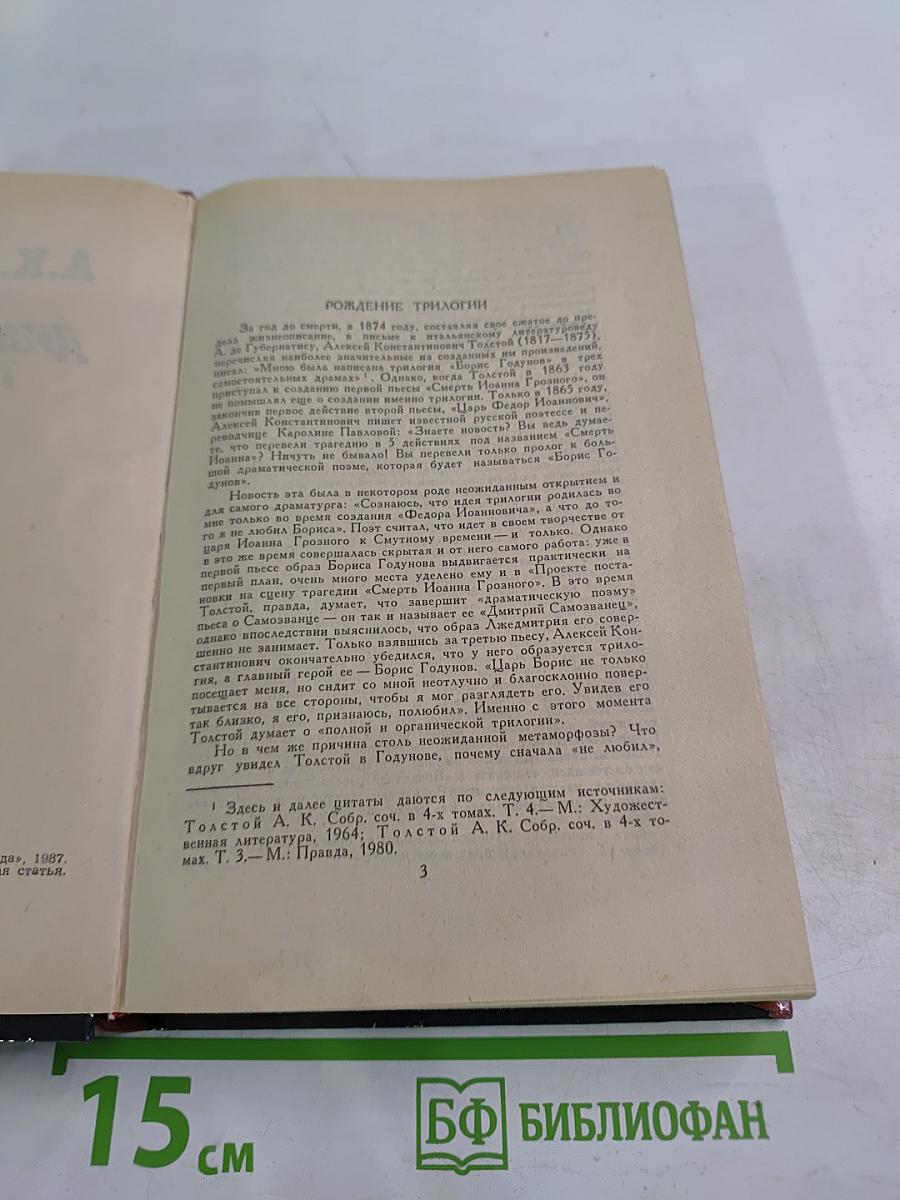 А.К.
РОЖДЕНИЕ ТРИЛОГИИ
За год до смерти, в 1874 году, составляя свое сжатое до пре-
дела жизнеописание, в письме к итальянскому литературоведу
А. де Губернатису, Алексей Константинович Толстой (1817—1875),
перечисляя наиболее значительные из созданных им произведений,
писал: «Мною была написана трилогия «Борис Годунов» в трех
самостоятельных драмах» ¹. Однако, когда Толстой в 1863 году
приступал к созданию первой пьесы «Смерть Иоанна Грозного», он
не помышлял еще о создании именно трилогии. Только в 1865 году,
закончив первое действие второй пьесы, «Царь Федор Иоаннович»,
Алексей Константинович пишет известной русской поэтессе и пе-
реводчице Каролине Павловой: «Знаете новость? Вы ведь думае-
те, что перевели трагедию в 5 действиях под названием «Смерть
Иоанна»? Ничуть не бывало! Вы перевели только пролог к боль-
шой драматической поэме, которая будет называться «Борис Го-
дунов».
Новость эта была в некотором роде неожиданным открытием и
для самого драматурга: «Сознаюсь, что идея трилогии родилась во
мне только во время создания «Федора Иоанновича», а что до то-
го я не любил Бориса». Поэт считал, что идет в своем творчестве от
царя Иоанна Грозного к Смутному времени — и только. Однако
в это же время совершалась скрытая и от него самого работа: уже в
первой пьесе образ Бориса Годунова выдвигается практически на
первый план, очень много места уделено ему и в «Проекте поста-
новки на сцену трагедии «Смерть Иоанна Грозного». В это время
Толстой, правда, думает, что завершит «драматическую поэму»
пьеса о Самозванце — он так и называет ее «Дмитрий Самозванец»,
однако впоследствии выяснилось, что образ Лжедмитрия его совер-
шенно не занимает. Только взявшись за третью пьесу, Алексей Кон-
стантинович окончательно убедился, что у него образуется трило-
гия, а главный герой ее — Борис Годунов. «Царь Борис не только
посещает меня, но сидит со мной неотлучно и благосклонно повер-
тывается на все стороны, чтобы я мог разглядеть его. Увидев его
так близко, я его, признаюсь, полюбил». Именно с этого момента
Толстой думает о «полной и органической трилогии».
Но в чем же причина столь неожиданной метаморфозы? Что
вдруг увидел Толстой в Годунове, почему сначала «не любил»,
¹ Здесь и далее цитаты даются по следующим источникам:
Толстой А. К. Собр. соч. в 4-х томах. Т. 4.— М.: Художест-
венная литература, 1964; Толстой А. К. Собр. соч. в 4-х то-
мах. Т. 3.— М.: Правда, 1980.
3
да», 1987.
я статья.
15 см
БФ БИБЛИОФАН